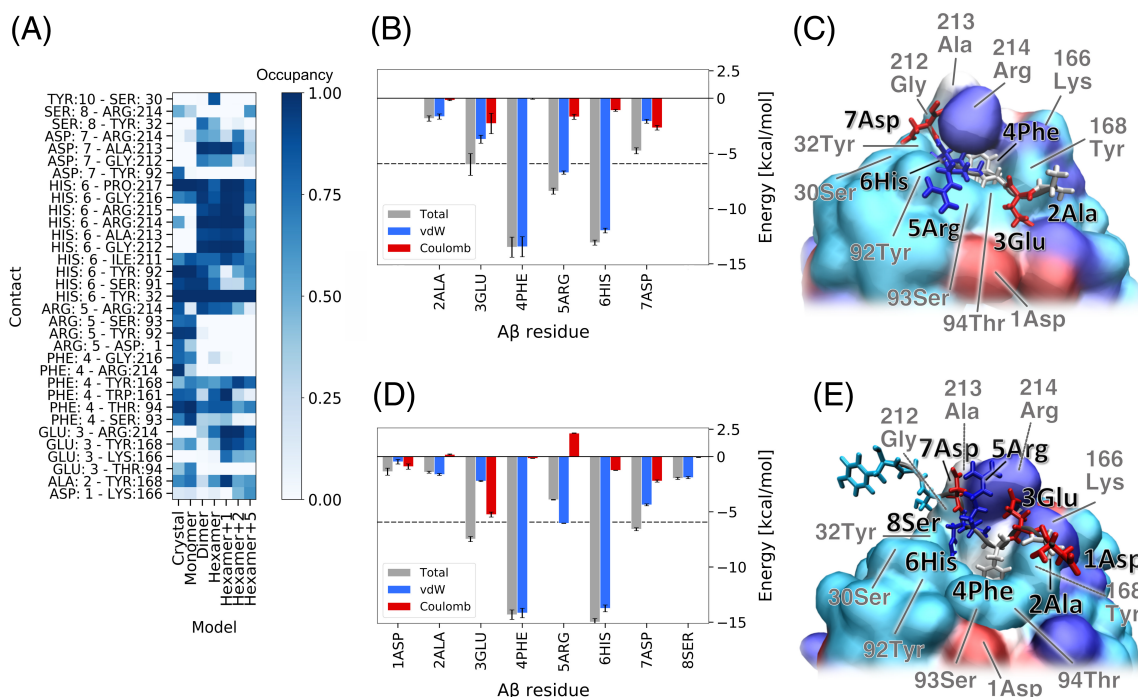 (A)
Occupancy
TYR:10 - SER: 30
SER: 8 - ARG:214
SER: 8 - TYR: 32
ASP: 7 - ARG:214
ASP: 7 - ALA:213
ASP: 7 - GLY:212
ASP: 7 - TYR: 92
HIS: 6 - PRO:217
HIS: 6 - GLY:216
HIS: 6 - ARG:215
HIS: 6 - ARG:214
HIS: 6 - ALA:213
HIS: 6 - GLY:212
HIS: 6 - ILE:211
HIS: 6 - TYR: 92
HIS: 6 - SER: 91
HIS: 6 - TYR: 32
ARG: 5 - ARG:214
ARG: 5 - SER: 93
ARG: 5 - TYR: 92
ARG: 5 - ASP: 1
PHE: 4 - GLY:216
PHE: 4 - ARG:214
PHE: 4 - TYR:168
PHE: 4 - TRP:161
PHE: 4 - THR: 94
PHE: 4 - SER: 93
GLU: 3 - ARG:214
GLU: 3 - TYR:168
GLU: 3 - LYS:166
GLU: 3 - THR:94
ALA: 2 - TYR:168
ASP: 1 - LYS:166
Contact
Crystal
Monomer
Dimer
Hexamer
Hexamer+1
Hexamer+2
Hexamer+5
Model
1.00
0.75
0.50
0.25
0.00
(B)
2.5
0
−5
−10
−15
Energy [kcal/mol]
Total
vdW
Coulomb
2ALA
3GLU
4PHE
5ARG
6HIS
7ASP
Aβ residue
(C)
213
Ala
212
Gly
214
Arg
166
Lys
7Asp
4Phe
168
Tyr
32Tyr
6His
30Ser
5Arg
2Ala
3Glu
92Tyr
93Ser
94Thr
1Asp
(D)
2.5
0
−5
−10
−15
Energy [kcal/mol]
Total
vdW
Coulomb
1ASP
2ALA
3GLU
4PHE
5ARG
6HIS
7ASP
8SER
Aβ residue
(E)
213
Ala
214
Arg
212
Gly
7Asp
5Arg
166
Lys
3Glu
8Ser
32Tyr
6His
1Asp
30Ser
4Phe
2Ala
168
Tyr
92Tyr
93Ser
1Asp
94Thr